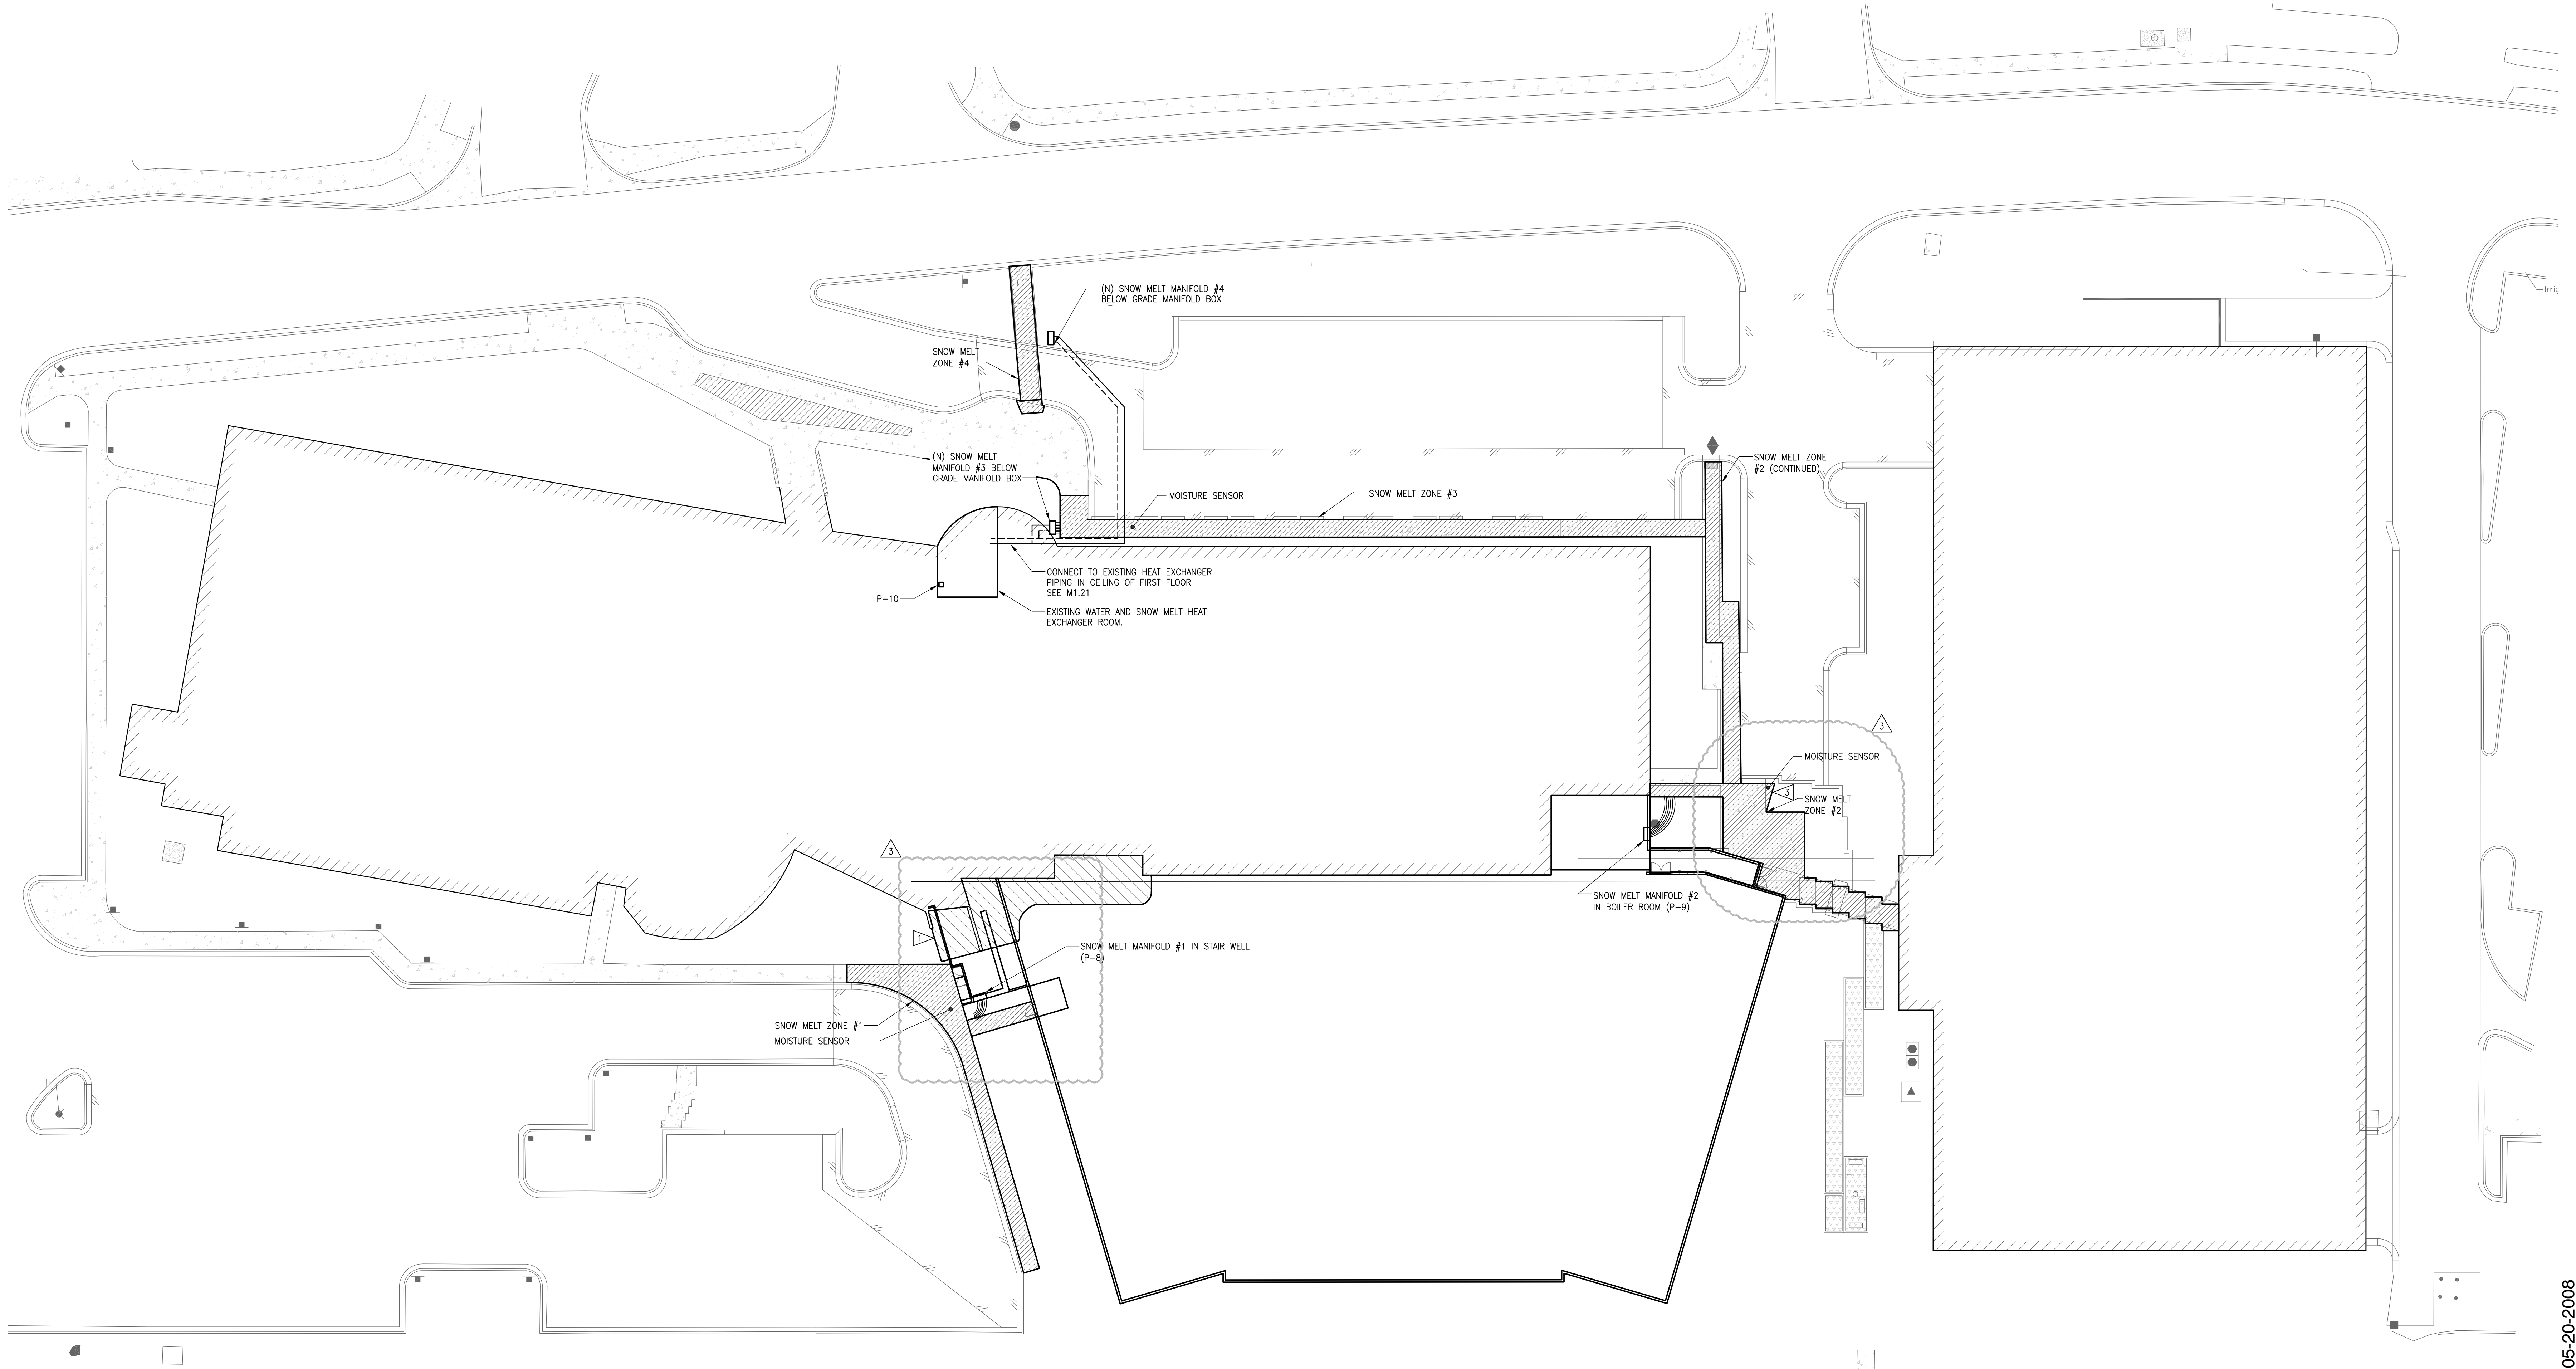 Irrig
(N) SNOW MELT MANIFOLD #4
BELOW GRADE MANIFOLD BOX
SNOW MELT
ZONE #4
(N) SNOW MELT
MANIFOLD #3 BELOW
GRADE MANIFOLD BOX
MOISTURE SENSOR
SNOW MELT ZONE #3
SNOW MELT ZONE
#2 (CONTINUED)
CONNECT TO EXISTING HEAT EXCHANGER
PIPING IN CEILING OF FIRST FLOOR
SEE M1.21
P-10
EXISTING WATER AND SNOW MELT HEAT
EXCHANGER ROOM.
3
MOISTURE SENSOR
3
SNOW MELT
ZONE #2
3
SNOW MELT MANIFOLD #2
IN BOILER ROOM (P-9)
1
SNOW MELT MANIFOLD #1 IN STAIR WELL
(P-8)
SNOW MELT ZONE #1
MOISTURE SENSOR
05-20-2008